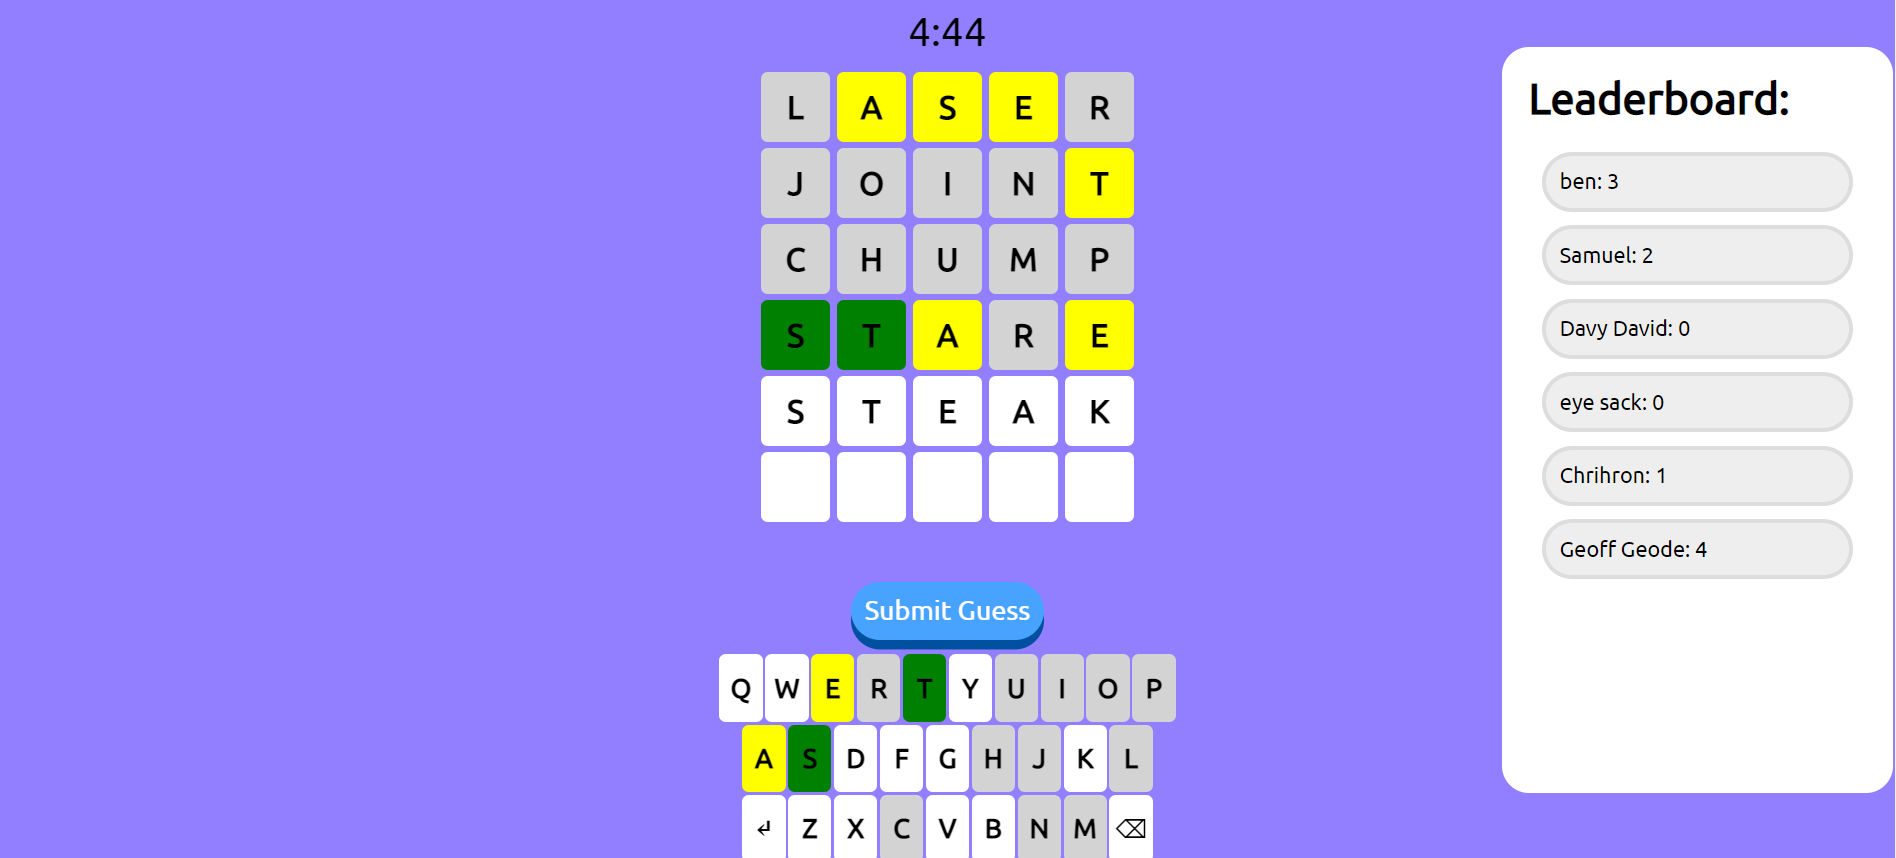 4:44
L A S E R
J O I N T
C H U M P
S T A R E
S T E A K
Submit Guess
Q W E R T Y U I O P
A S D F G H J K L
↵ Z X C V B N M ⌫
Leaderboard:
ben: 3
Samuel: 2
Davy David: 0
eye sack: 0
Chrihron: 1
Geoff Geode: 4